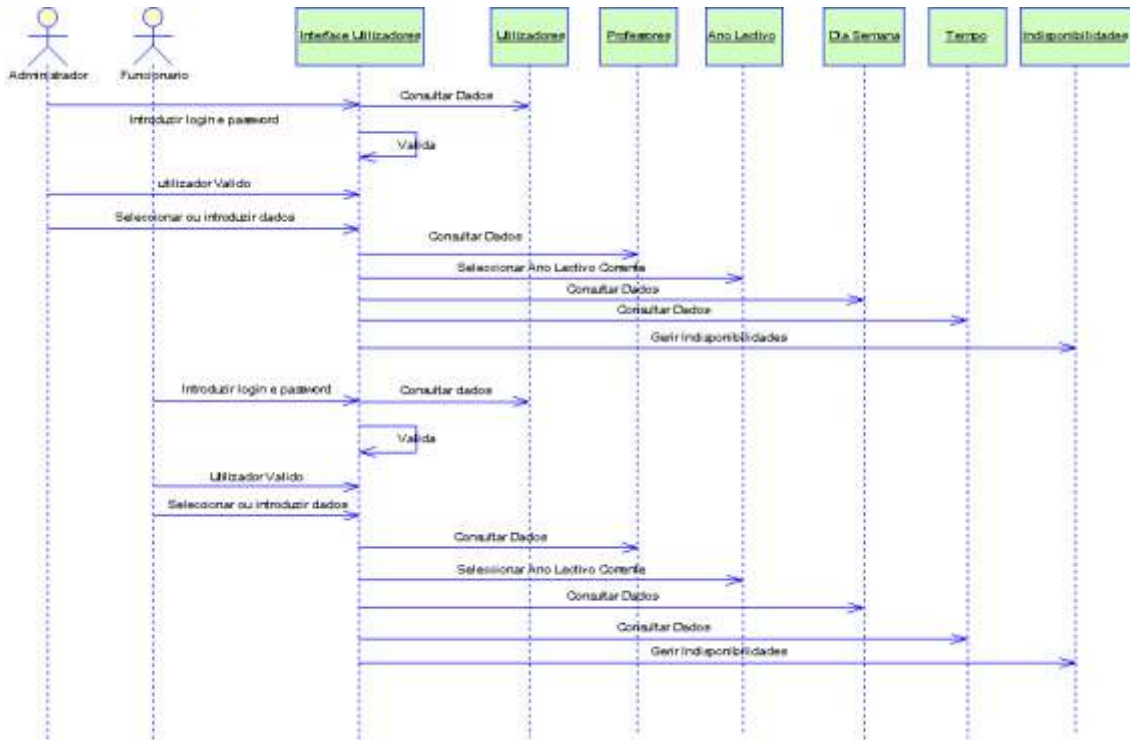 Interface Utilizadores
Utilizadores
Professores
Ano Lectivo
Dia Semana
Tempo
Indisponibilidades
Administrador
Funcionario
Consultar Dados
Introduzir login e password
Valida
utilizador Valido
Seleccionar ou introduzir dados
Consultar Dados
Seleccionar Ano Lectivo Corrente
Consultar Dados
Consultar Dados
Gerir Indisponibilidades
Introduzir login e password
Consultar dados
Valida
Utilizador Valido
Seleccionar ou introduzir dados
Consultar Dados
Seleccionar Ano Lectivo Corrente
Consultar Dados
Consultar Dados
Gerir Indisponibilidades